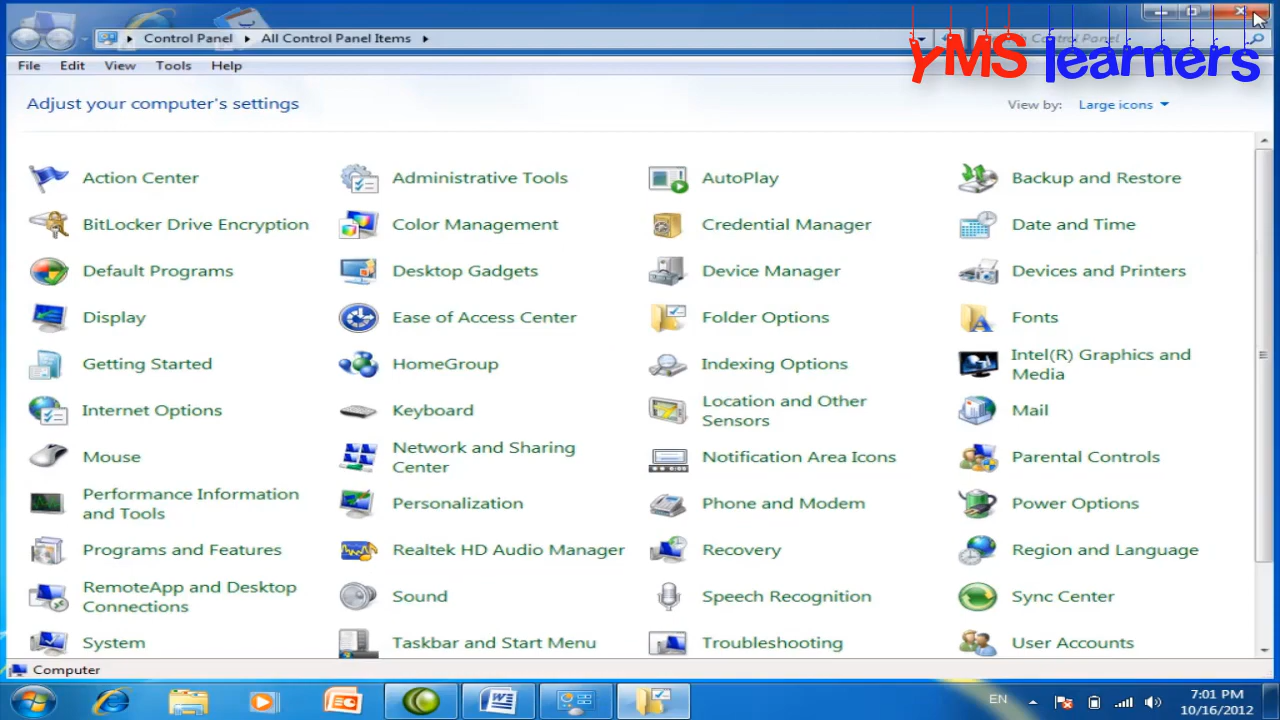 Control Panel All Control Panel Items
Control Panel
YMS learners
File Edit View Tools Help
Adjust your computer's settings
View by: Large icons
Action Center
Administrative Tools
AutoPlay
Backup and Restore
BitLocker Drive Encryption
Color Management
Credential Manager
Date and Time
Default Programs
Desktop Gadgets
Device Manager
Devices and Printers
Display
Ease of Access Center
Folder Options
Fonts
Getting Started
HomeGroup
Indexing Options
Intel(R) Graphics and
Media
Internet Options
Keyboard
Location and Other
Sensors
Mail
Mouse
Network and Sharing
Center
Notification Area Icons
Parental Controls
Performance Information
and Tools
Personalization
Phone and Modem
Power Options
Programs and Features
Realtek HD Audio Manager
Recovery
Region and Language
RemoteApp and Desktop
Connections
Sound
Speech Recognition
Sync Center
System
Taskbar and Start Menu
Troubleshooting
User Accounts
Computer
EN
7:01 PM
10/16/2012